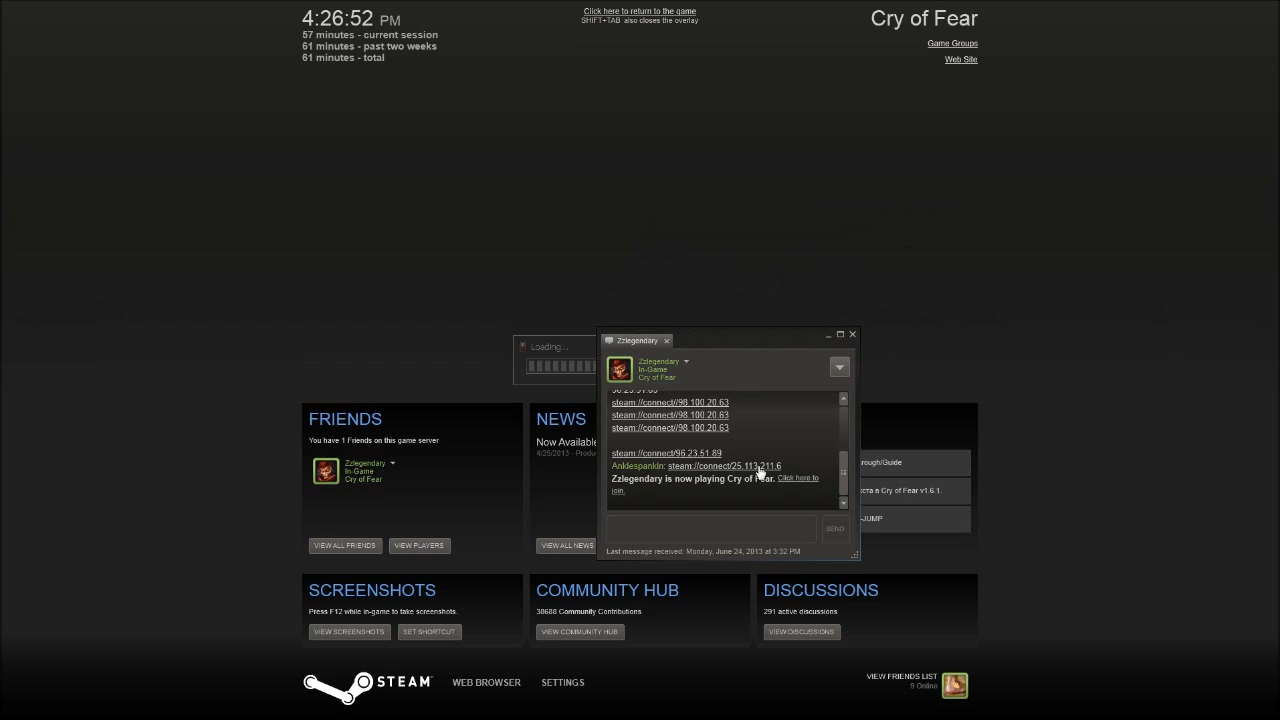 4:26:52 PM
57 minutes - current session
61 minutes - past two weeks
61 minutes - total
Click here to return to the game
SHIFT+TAB also closes the overlay
Cry of Fear
Game Groups
Web Site
Loading...
Zzlegendary
Zzlegendary
In-Game
Cry of Fear
steam://connect//98.100.20.63
steam://connect//98.100.20.63
steam://connect//98.100.20.63
steam://connect/96.23.51.89
Anklespankin: steam://connect/25.113.211.6
Zzlegendary is now playing Cry of Fear. Click here to
join.
SEND
Last message received: Monday, June 24, 2013 at 3:32 PM
FRIENDS
You have 1 Friends on this game server
Zzlegendary
In-Game
Cry of Fear
VIEW ALL FRIENDS
VIEW PLAYERS
NEWS
Now Available
4/25/2013 - Produ
VIEW ALL NEWS
rough/Guide
ста в Cry of Fear v1.6.1.
-JUMP
SCREENSHOTS
Press F12 while in-game to take screenshots.
VIEW SCREENSHOTS
SET SHORTCUT
COMMUNITY HUB
38688 Community Contributions
VIEW COMMUNITY HUB
DISCUSSIONS
291 active discussions
VIEW DISCUSSIONS
STEAM
WEB BROWSER
SETTINGS
VIEW FRIENDS LIST
9 Online